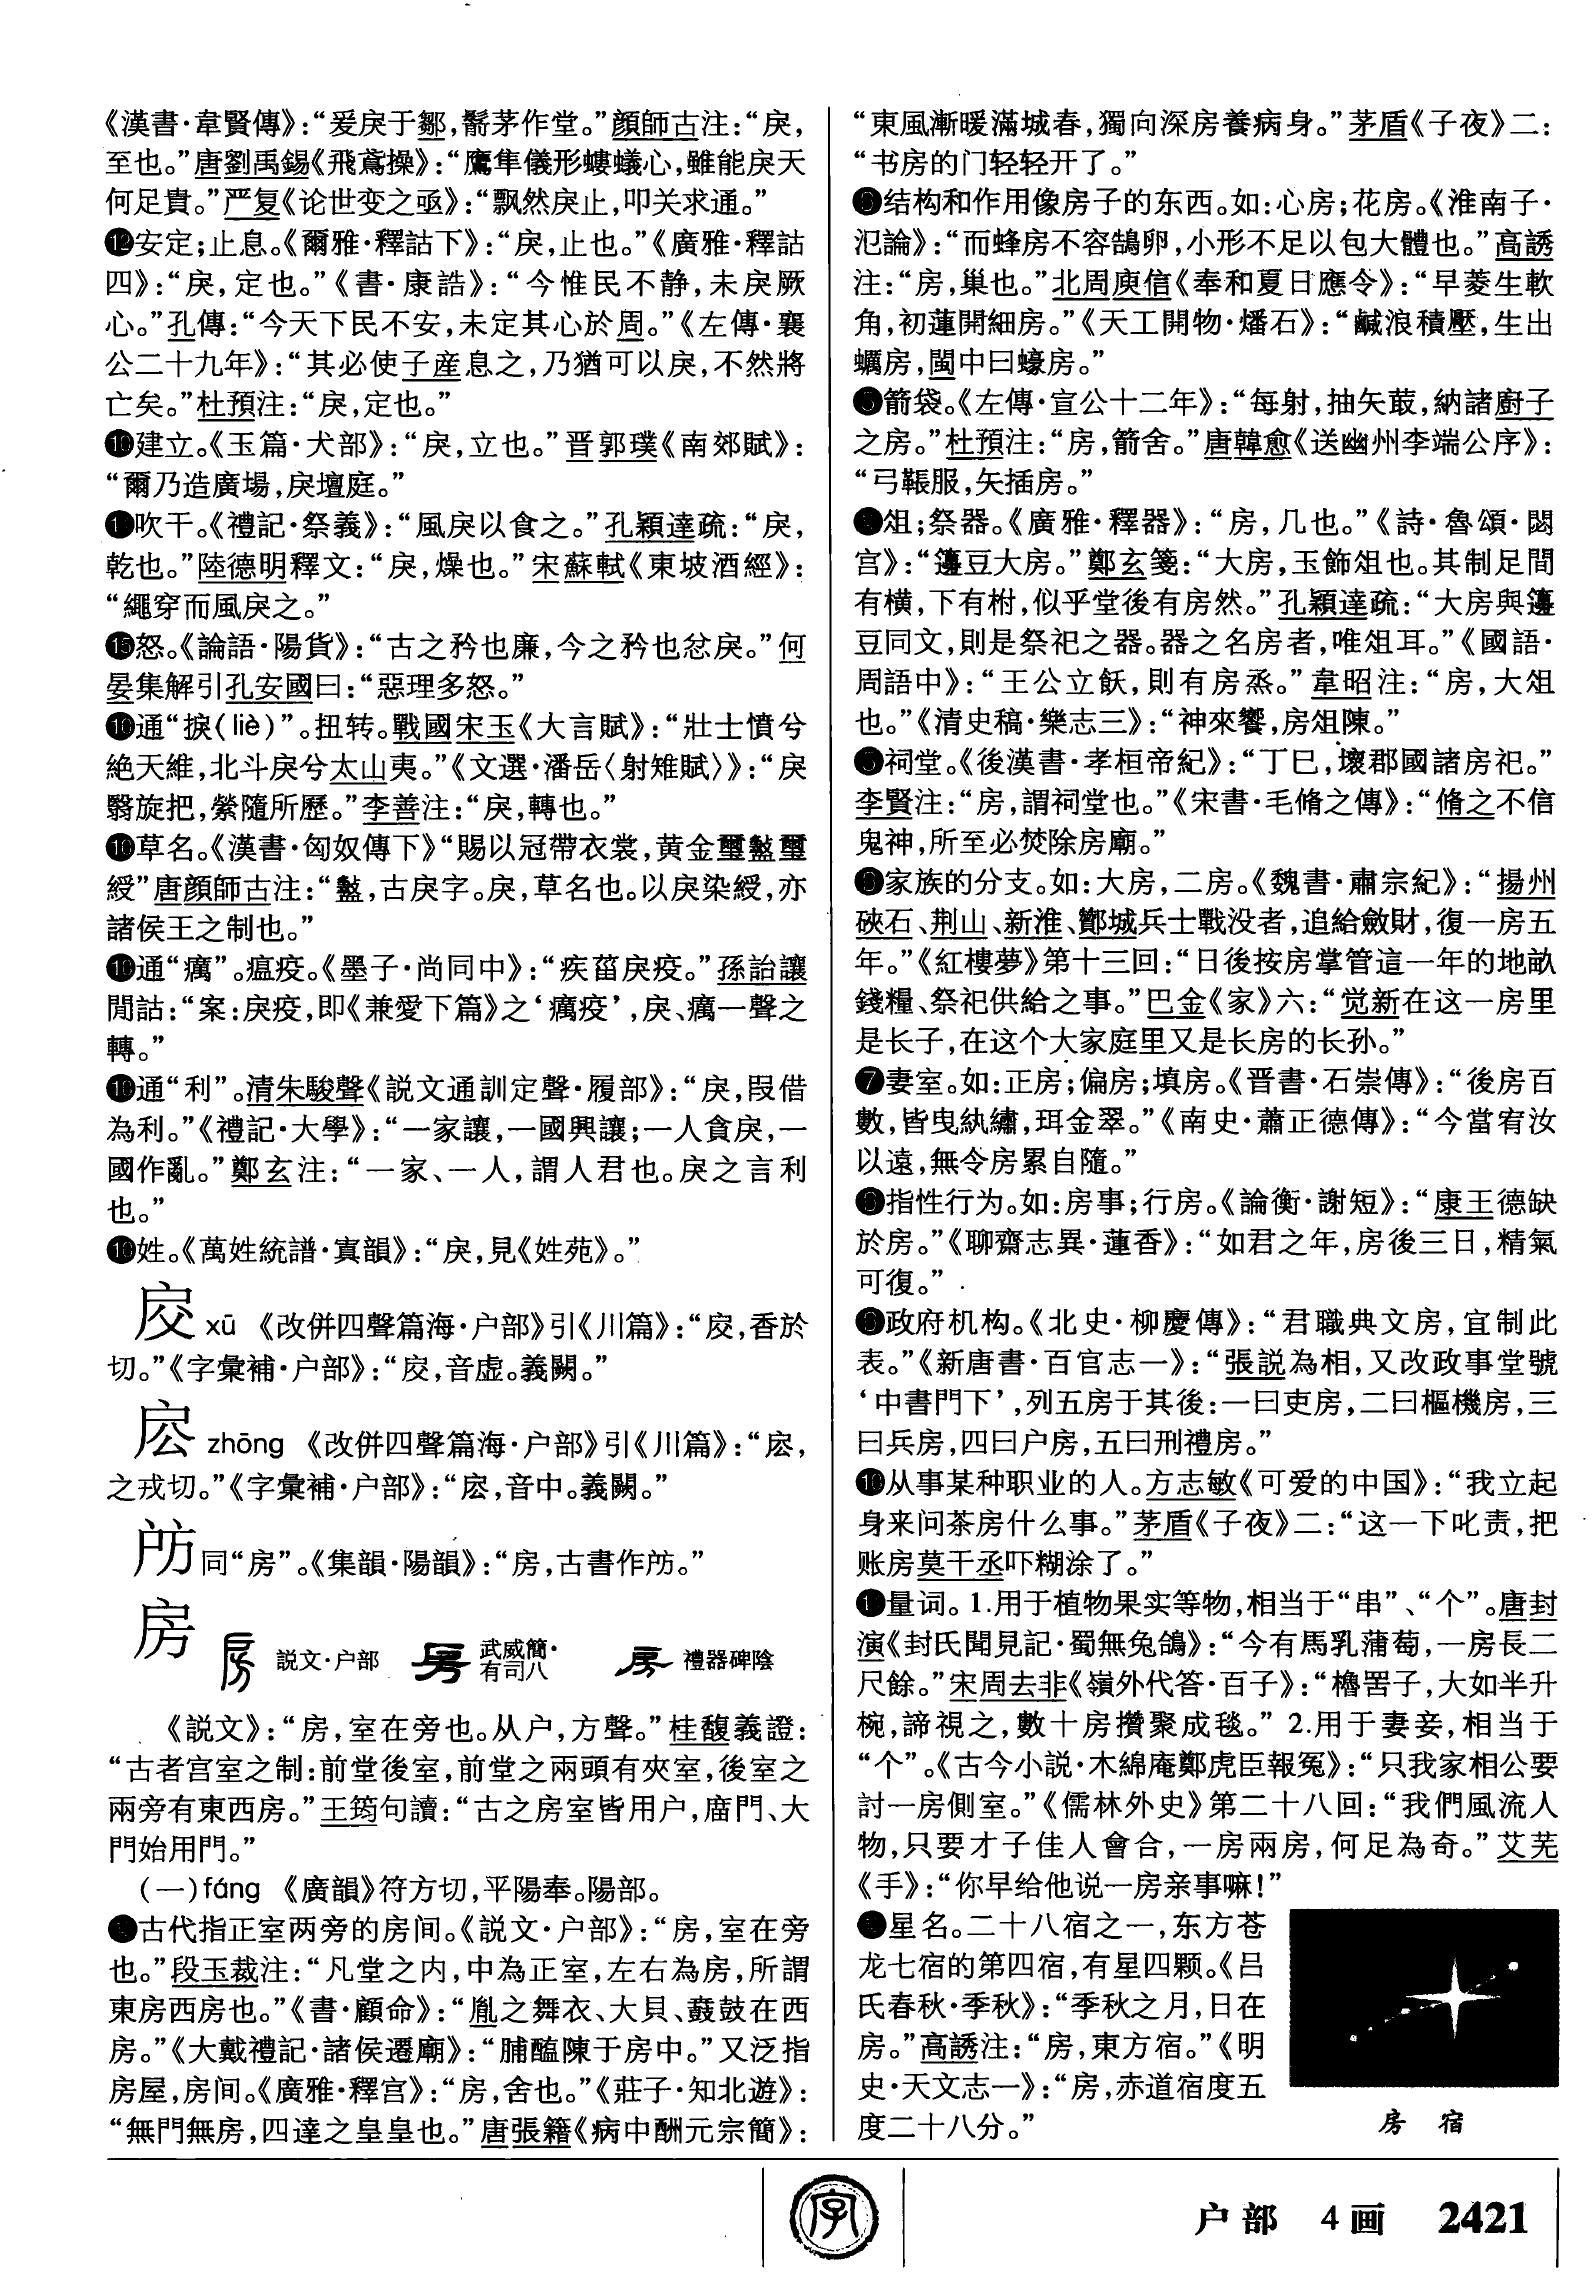 《漢書·韋賢傳》：“爰戾于鄒，鬋茅作堂。”顔師古注：“戾，
至也。”唐劉禹錫《飛鳶操》：“鷹隼儀形螻蟻心，雖能戾天
何足貴。”严复《论世变之亟》：“飘然戾止，叩关求通。”
⓬安定；止息。《爾雅·釋詁下》：“戾，止也。”《廣雅·釋詁
四》：“戾，定也。”《書·康誥》：“今惟民不静，未戾厥
心。”孔傳：“今天下民不安，未定其心於周。”《左傳·襄
公二十九年》：“其必使子産息之，乃猶可以戾，不然將
亡矣。”杜預注：“戾，定也。”
建立。《玉篇·犬部》：“戾，立也。”晋郭璞《南郊賦》：
“爾乃造廣場，戾壇庭。”
吹干。《禮記·祭義》：“風戾以食之。”孔穎達疏：“戾，
乾也。”陸德明釋文：“戾，燥也。”宋蘇軾《東坡酒經》：
“繩穿而風戾之。”
⓯怒。《論語·陽貨》：“古之矜也廉，今之矜也忿戾。”何
晏集解引孔安國曰：“惡理多怒。”
通“捩(liè)”。扭转。戰國宋玉《大言賦》：“壯士憤兮
絶天維，北斗戾兮太山夷。”《文選·潘岳〈射雉賦〉》：“戾
翳旋把，縈隨所歷。”李善注：“戾，轉也。”
草名。《漢書·匈奴傳下》“賜以冠帶衣裳，黄金璽盭
綬”唐顔師古注：“盭，古戾字。戾，草名也。以戾染綬，亦
諸侯王之制也。”
通“癘”。瘟疫。《墨子·尚同中》：“疾菑戾疫。”孫詒讓
閒詁：“案：戾疫，即《兼愛下篇》之‘癘疫’，戾、癘一聲之
轉。”
通“利”。清朱駿聲《説文通訓定聲·履部》：“戾，叚借
為利。”《禮記·大學》：“一家讓，一國興讓；一人貪戾，一
國作亂。”鄭玄注：“一家、一人，謂人君也。戾之言利
也。”
姓。《萬姓統譜·寘韻》：“戾，見《姓苑》。”
xū 《改併四聲篇海·户部》引《川篇》：“，香於
切。”《字彙補·户部》：“，音虚。義闕。”
zhōng 《改併四聲篇海·户部》引《川篇》：“，
之戎切。”《字彙補·户部》：“，音中。義闕。”
同“房”。《集韻·陽韻》：“房，古書作。”
房 説文·户部 武威簡·有司八 禮器碑陰
《説文》：“房，室在旁也。从户，方聲。”桂馥義證：
“古者宫室之制：前堂後室，前堂之兩頭有夾室，後室之
兩旁有東西房。”王筠句讀：“古之房室皆用户，廟門、大
門始用門。”
(一)fáng 《廣韻》符方切，平陽奉。陽部。
古代指正室两旁的房间。《説文·户部》：“房，室在旁
也。”段玉裁注：“凡堂之内，中為正室，左右為房，所謂
東房西房也。”《書·顧命》：“胤之舞衣、大貝、鼖鼓在西
房。”《大戴禮記·諸侯遷廟》：“脯醢陳于房中。”又泛指
房屋，房间。《廣雅·釋宫》：“房，舍也。”《莊子·知北遊》：
“無門無房，四達之皇皇也。”唐張籍《病中酬元宗簡》：
“東風漸暖滿城春，獨向深房養病身。”茅盾《子夜》二：
“书房的门轻轻开了。”
结构和作用像房子的东西。如：心房；花房。《淮南子·
氾論》：“而蜂房不容鵠卵，小形不足以包大體也。”高誘
注：“房，巢也。”北周庾信《奉和夏日應令》：“早菱生軟
角，初蓮開細房。”《天工開物·燔石》：“鹹浪積壓，生出
蠣房，閩中曰蠔房。”
箭袋。《左傳·宣公十二年》：“每射，抽矢菆，納諸廚子
之房。”杜預注：“房，箭舍。”唐韓愈《送幽州李端公序》：
“弓韔服，矢插房。”
俎；祭器。《廣雅·釋器》：“房，几也。”《詩·魯頌·閟
宫》：“籩豆大房。”鄭玄箋：“大房，玉飾俎也。其制足間
有横，下有柎，似乎堂後有房然。”孔穎達疏：“大房與籩
豆同文，則是祭祀之器。器之名房者，唯俎耳。”《國語·
周語中》：“王公立飫，則有房烝。”韋昭注：“房，大俎
也。”《清史稿·樂志三》：“神來饗，房俎陳。”
祠堂。《後漢書·孝桓帝紀》：“丁巳，壞郡國諸房祀。”
李賢注：“房，謂祠堂也。”《宋書·毛脩之傳》：“脩之不信
鬼神，所至必焚除房廟。”
家族的分支。如：大房，二房。《魏書·肅宗紀》：“揚州
硤石、荆山、新淮、酇城兵士戰没者，追給斂財，復一房五
年。”《紅樓夢》第十三回：“日後按房掌管這一年的地畝
錢糧、祭祀供給之事。”巴金《家》六：“觉新在这一房里
是长子，在这个大家庭里又是长房的长孙。”
❼妻室。如：正房；偏房；填房。《晋書·石崇傳》：“後房百
數，皆曳紈繡，珥金翠。”《南史·蕭正德傳》：“今當宥汝
以遠，無令房累自隨。”
指性行为。如：房事；行房。《論衡·謝短》：“康王德缺
於房。”《聊齋志異·蓮香》：“如君之年，房後三日，精氣
可復。”
政府机构。《北史·柳慶傳》：“君職典文房，宜制此
表。”《新唐書·百官志一》：“張説為相，又改政事堂號
‘中書門下’，列五房于其後：一曰吏房，二曰樞機房，三
曰兵房，四曰户房，五曰刑禮房。”
❿从事某种职业的人。方志敏《可爱的中国》：“我立起
身来问茶房什么事。”茅盾《子夜》二：“这一下叱责，把
账房莫干丞吓糊涂了。”
量词。1.用于植物果实等物，相当于“串”、“个”。唐封
演《封氏聞見記·蜀無兔鴿》：“今有馬乳蒲萄，一房長二
尺餘。”宋周去非《嶺外代答·百子》：“櫓罟子，大如半升
椀，諦視之，數十房攢聚成毬。” 2.用于妻妾，相当于
“个”。《古今小説·木綿庵鄭虎臣報冤》：“只我家相公要
討一房側室。”《儒林外史》第二十八回：“我們風流人
物，只要才子佳人會合，一房兩房，何足為奇。”艾芜
《手》：“你早给他说一房亲事嘛！”
星名。二十八宿之一，东方苍
龙七宿的第四宿，有星四颗。《吕
氏春秋·季秋》：“季秋之月，日在
房。”高誘注：“房，東方宿。”《明
史·天文志一》：“房，赤道宿度五
度二十八分。”
房 宿
字
户部 4画 2421